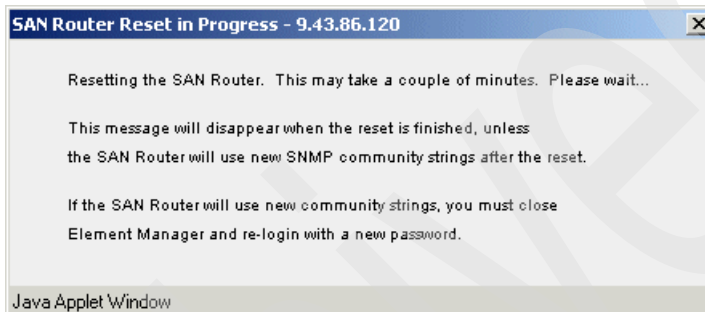 SAN Router Reset in Progress - 9.43.86.120
Resetting the SAN Router. This may take a couple of minutes. Please wait...
This message will disappear when the reset is finished, unless
the SAN Router will use new SNMP community strings after the reset.
If the SAN Router will use new community strings, you must close
Element Manager and re-login with a new password.
Java Applet Window